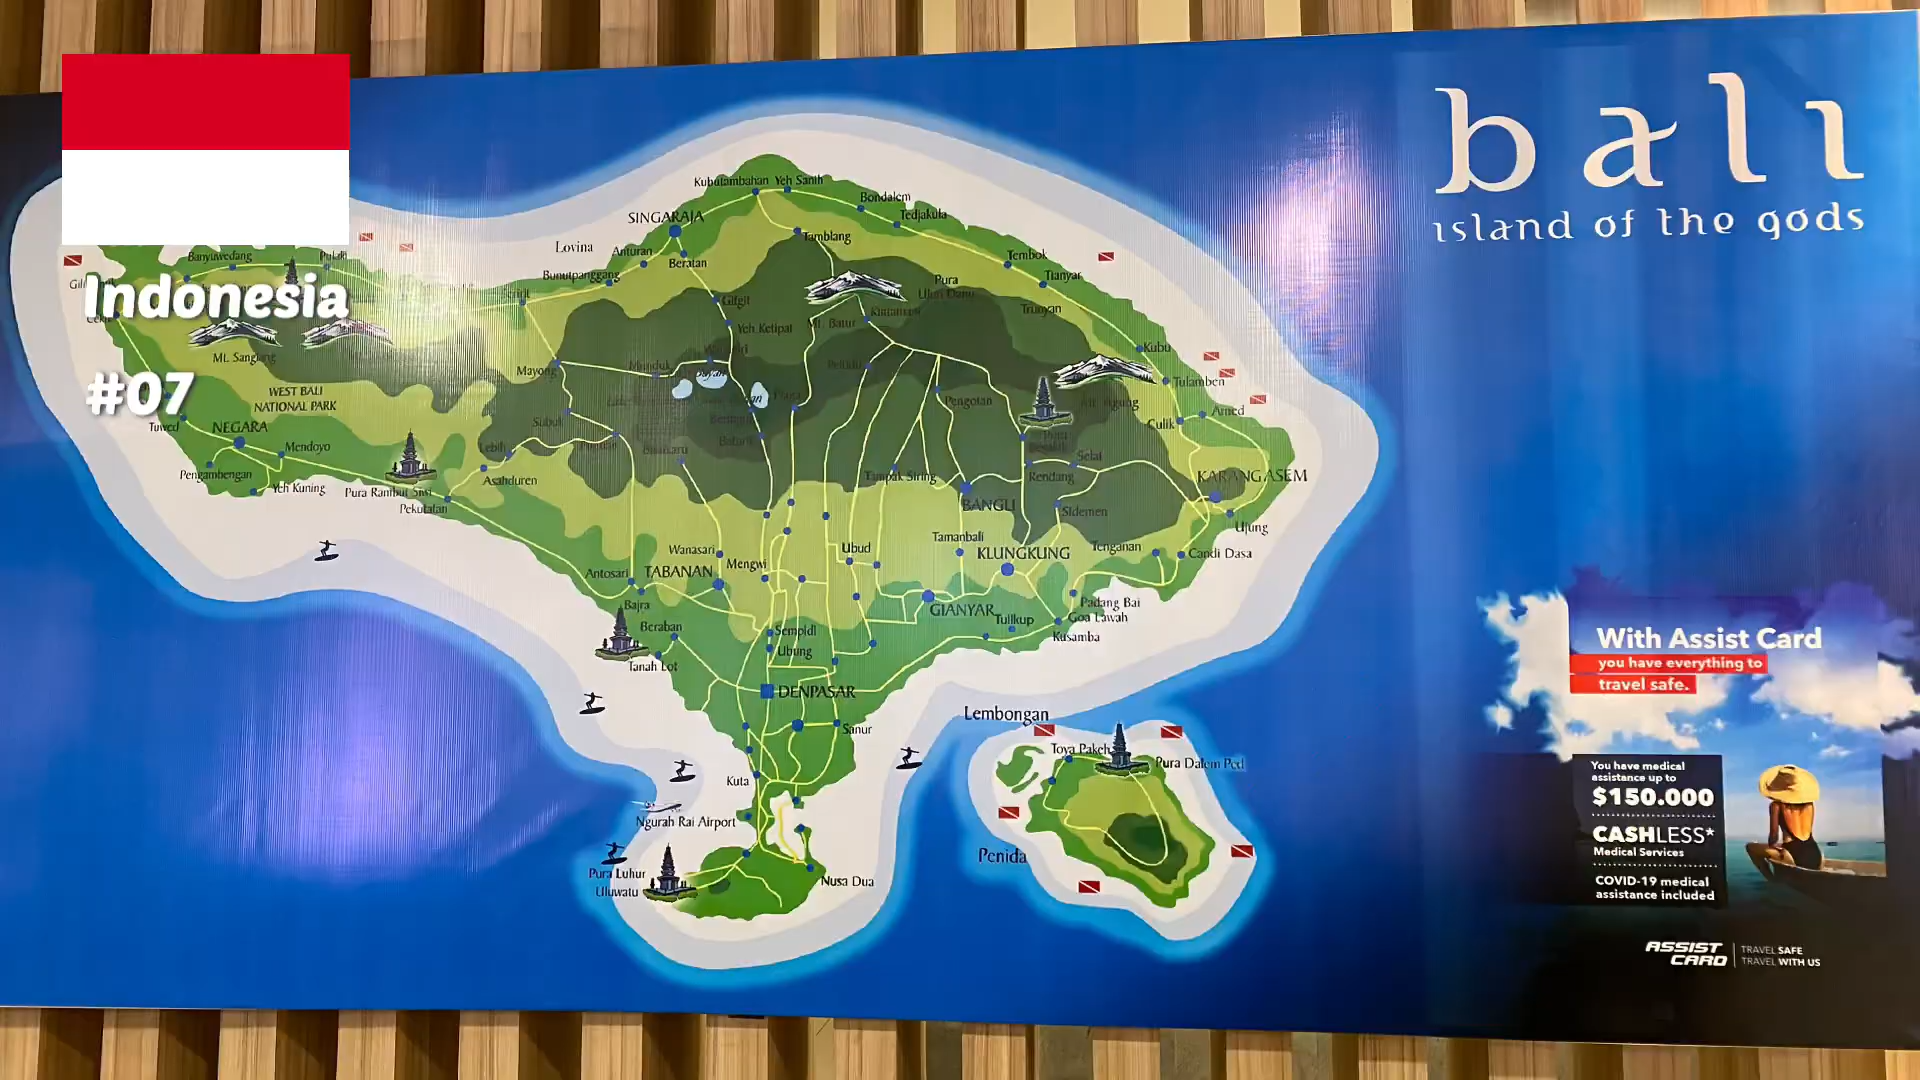 Indonesia
#07
bali
island of the gods
Kubutambahan
Yeh Sanih
Bondalem
Tedjakula
SINGARAJA
Lovina
Anturan
Tamblang
Beratan
Bunutpanggang
Tembok
Tianyar
Banyuwedang
Pulaki
Seririt
Gitgit
Pura
Ulun Danu
Trunyan
Kintamani
Mt. Batur
Yeh Ketipat
Munduk
Mayong
Kubu
Tulamben
Amed
Culik
Mt. Agung
Pengotan
WEST BALI
NATIONAL PARK
Tuwed
NEGARA
Mendoyo
Pengambengan
Yeh Kuning
Pura Rambut Siwi
Pekutatan
Asahduren
Tampak Siring
BANGLI
Rendang
Selat
Sidemen
KARANGASEM
Ujung
Candi Dasa
Tenganan
Tamanbali
KLUNGKUNG
Ubud
Wanasari
Mengwi
Antosari
TABANAN
Bajra
Beraban
Tanah Lot
GIANYAR
Tulikup
Padang Bai
Goa Lawah
Kusamba
Sempidi
Ubung
DENPASAR
Sanur
Kuta
Ngurah Rai Airport
Pura Luhur
Uluwatu
Nusa Dua
Lembongan
Toya Pakeh
Pura Dalem Ped
Penida
With Assist Card
you have everything to
travel safe.
You have medical
assistance up to
$150.000
CASHLESS*
Medical Services
COVID-19 medical
assistance included
ASSIST
CARD
TRAVEL SAFE
TRAVEL WITH US